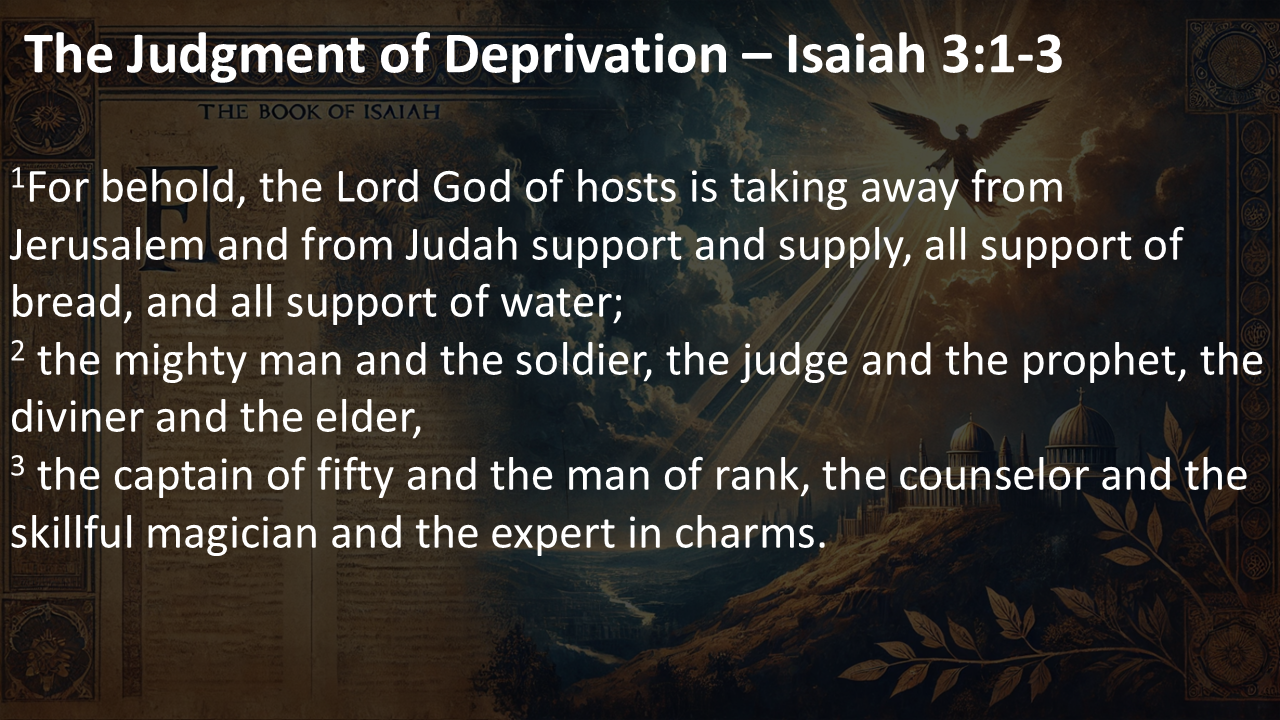 The Judgment of Deprivation – Isaiah 3:1-3
THE BOOK OF ISAIAH
F
¹For behold, the Lord God of hosts is taking away from
Jerusalem and from Judah support and supply, all support of
bread, and all support of water;
² the mighty man and the soldier, the judge and the prophet, the
diviner and the elder,
³ the captain of fifty and the man of rank, the counselor and the
skillful magician and the expert in charms.